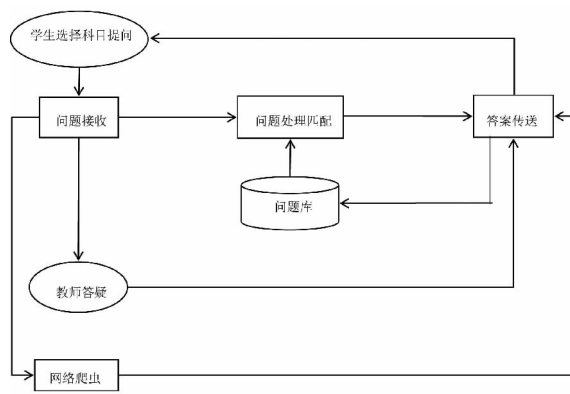 学生选择科目提问
问题接收
问题处理匹配
答案传送
问题库
教师答疑
网络爬虫